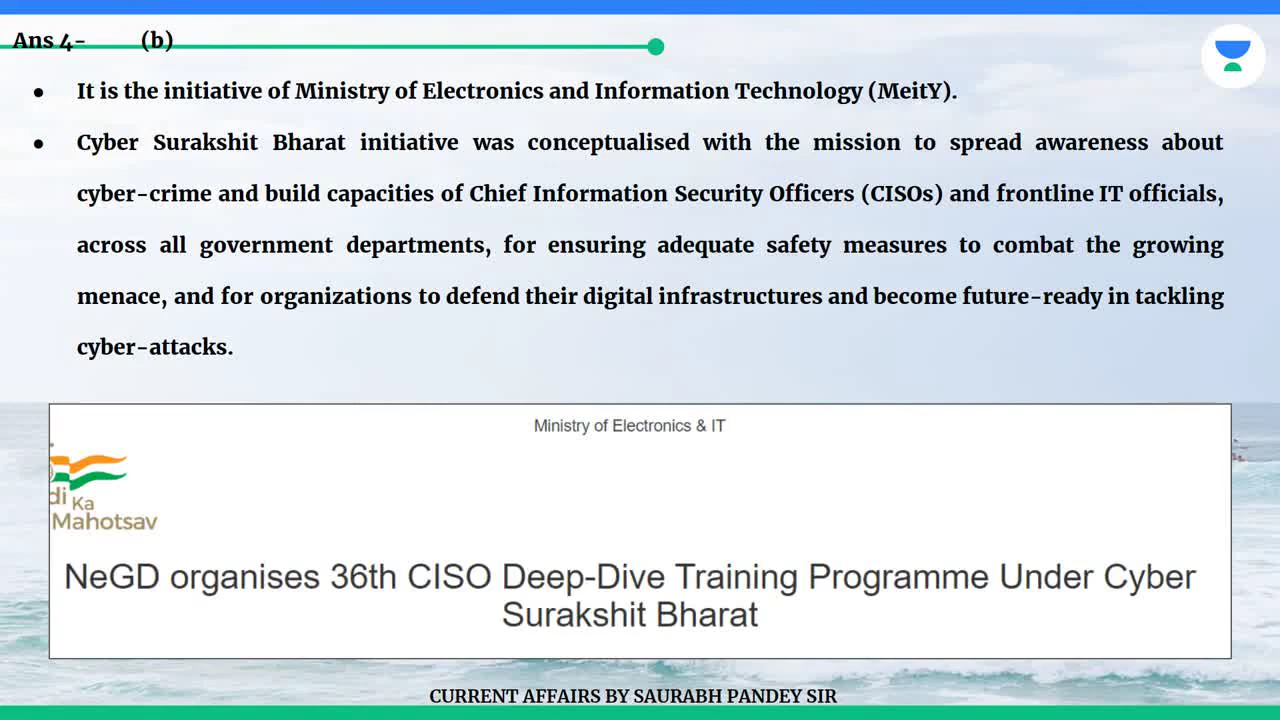 Ans 4- (b)
● It is the initiative of Ministry of Electronics and Information Technology (MeitY).
● Cyber Surakshit Bharat initiative was conceptualised with the mission to spread awareness about
cyber-crime and build capacities of Chief Information Security Officers (CISOs) and frontline IT officials,
across all government departments, for ensuring adequate safety measures to combat the growing
menace, and for organizations to defend their digital infrastructures and become future-ready in tackling
cyber-attacks.
Ministry of Electronics & IT
di Ka
Mahotsav
NeGD organises 36th CISO Deep-Dive Training Programme Under Cyber
Surakshit Bharat
CURRENT AFFAIRS BY SAURABH PANDEY SIR